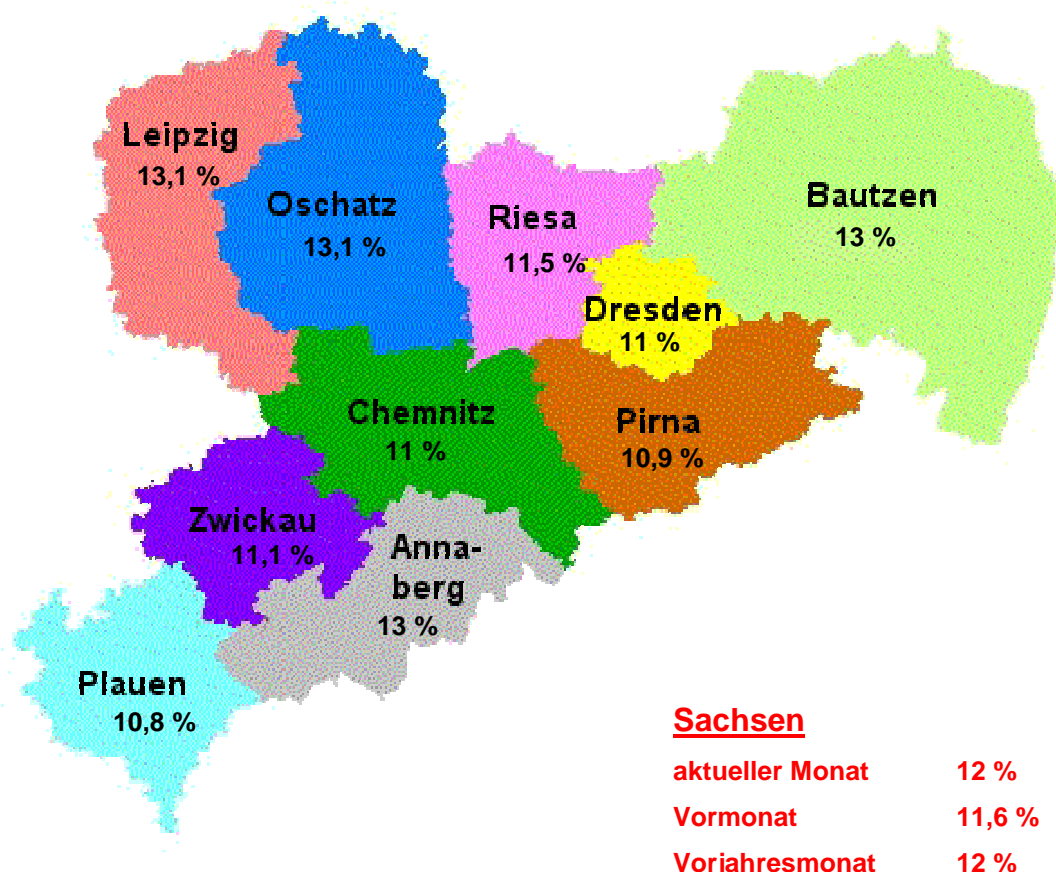 Leipzig
13,1 %
Oschatz
13,1 %
Riesa
11,5 %
Bautzen
13 %
Dresden
11 %
Chemnitz
11 %
Pirna
10,9 %
Zwickau
11,1 %
Anna-
berg
13 %
Plauen
10,8 %
Sachsen
aktueller Monat 12 %
Vormonat 11,6 %
Vorjahresmonat 12 %